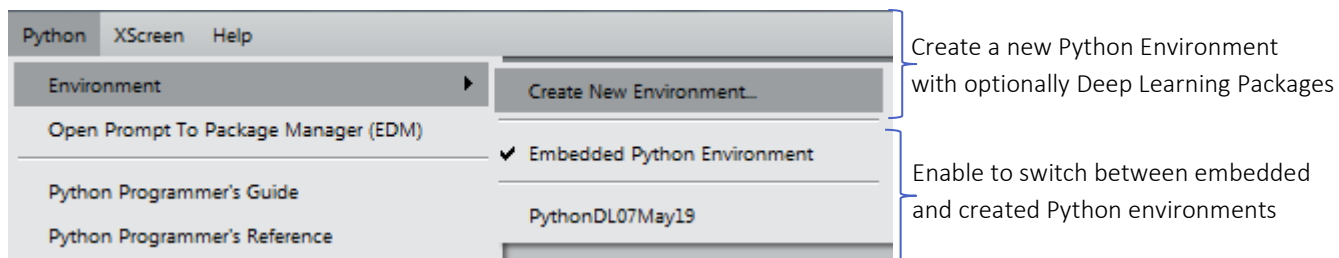 Python XScreen Help
Environment
Open Prompt To Package Manager (EDM)
Python Programmer's Guide
Python Programmer's Reference
Create New Environment...
Embedded Python Environment
PythonDL07May19
Create a new Python Environment
with optionally Deep Learning Packages
Enable to switch between embedded
and created Python environments